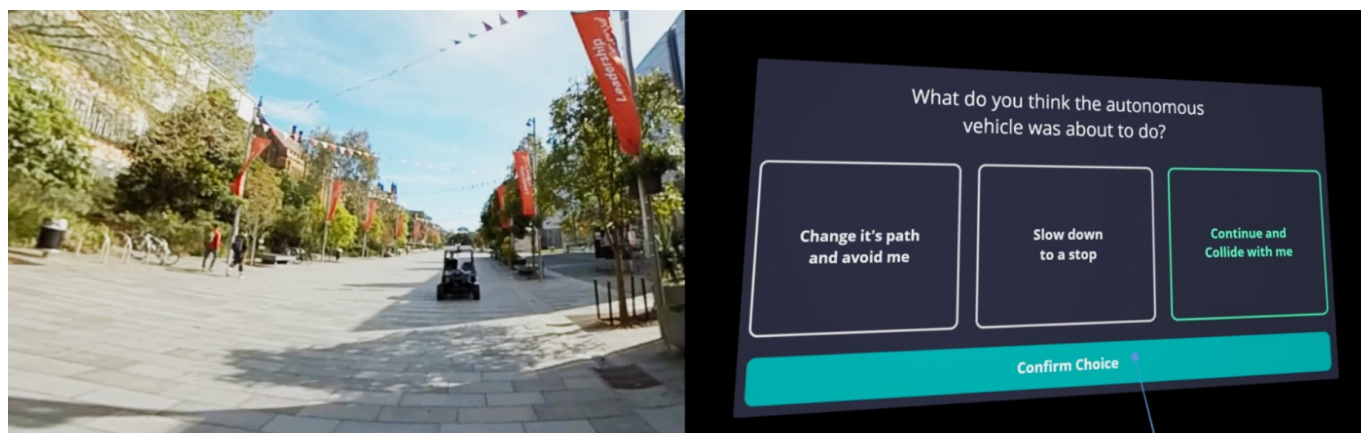 Leadership
What do you think the autonomous
vehicle was about to do?
Change it's path
and avoid me
Slow down
to a stop
Continue and
Collide with me
Confirm Choice